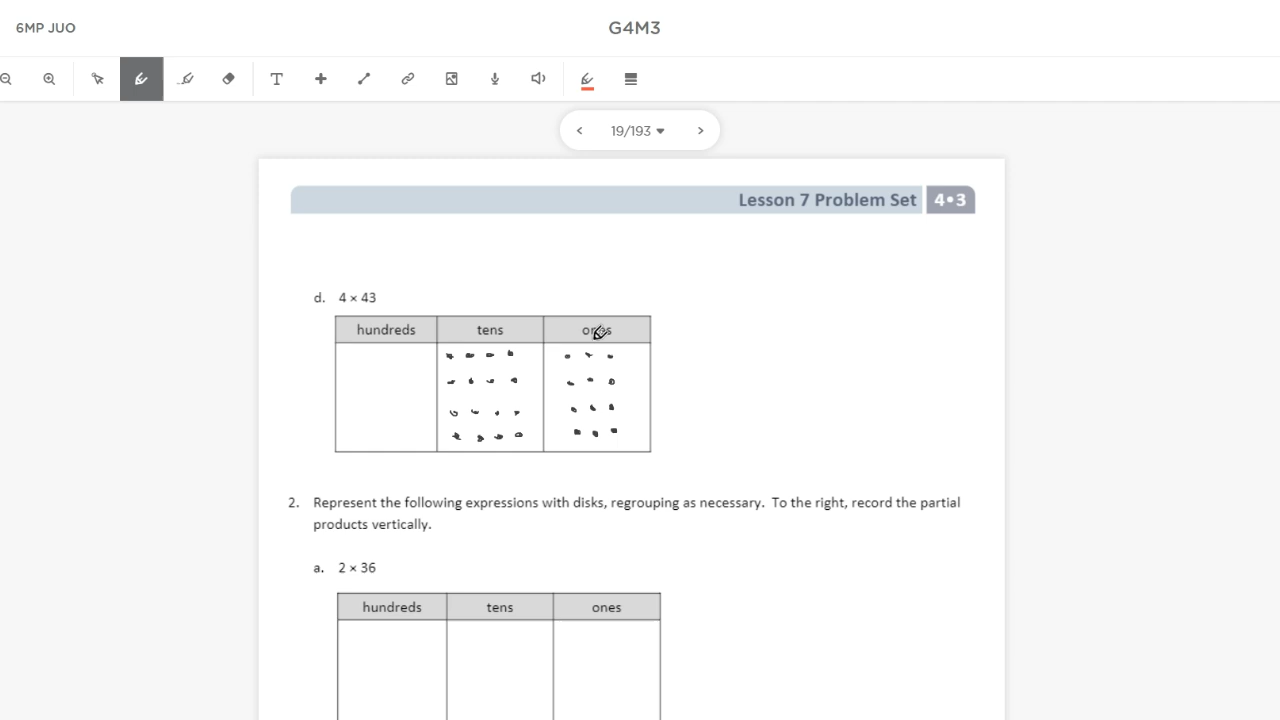 6MP JUO
G4M3
19/193
Lesson 7 Problem Set 4•3
d. 4 × 43
hundreds tens ones
2. Represent the following expressions with disks, regrouping as necessary. To the right, record the partial
products vertically.
a. 2 × 36
hundreds tens ones